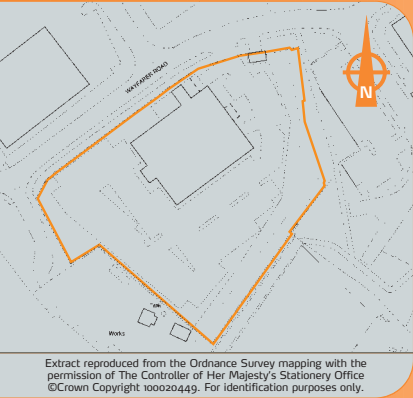 WAYFARER ROAD
N
Tank
Works
Extract reproduced from the Ordnance Survey mapping with the
permission of The Controller of Her Majesty's Stationery Office
©Crown Copyright 100020449. For identification purposes only.